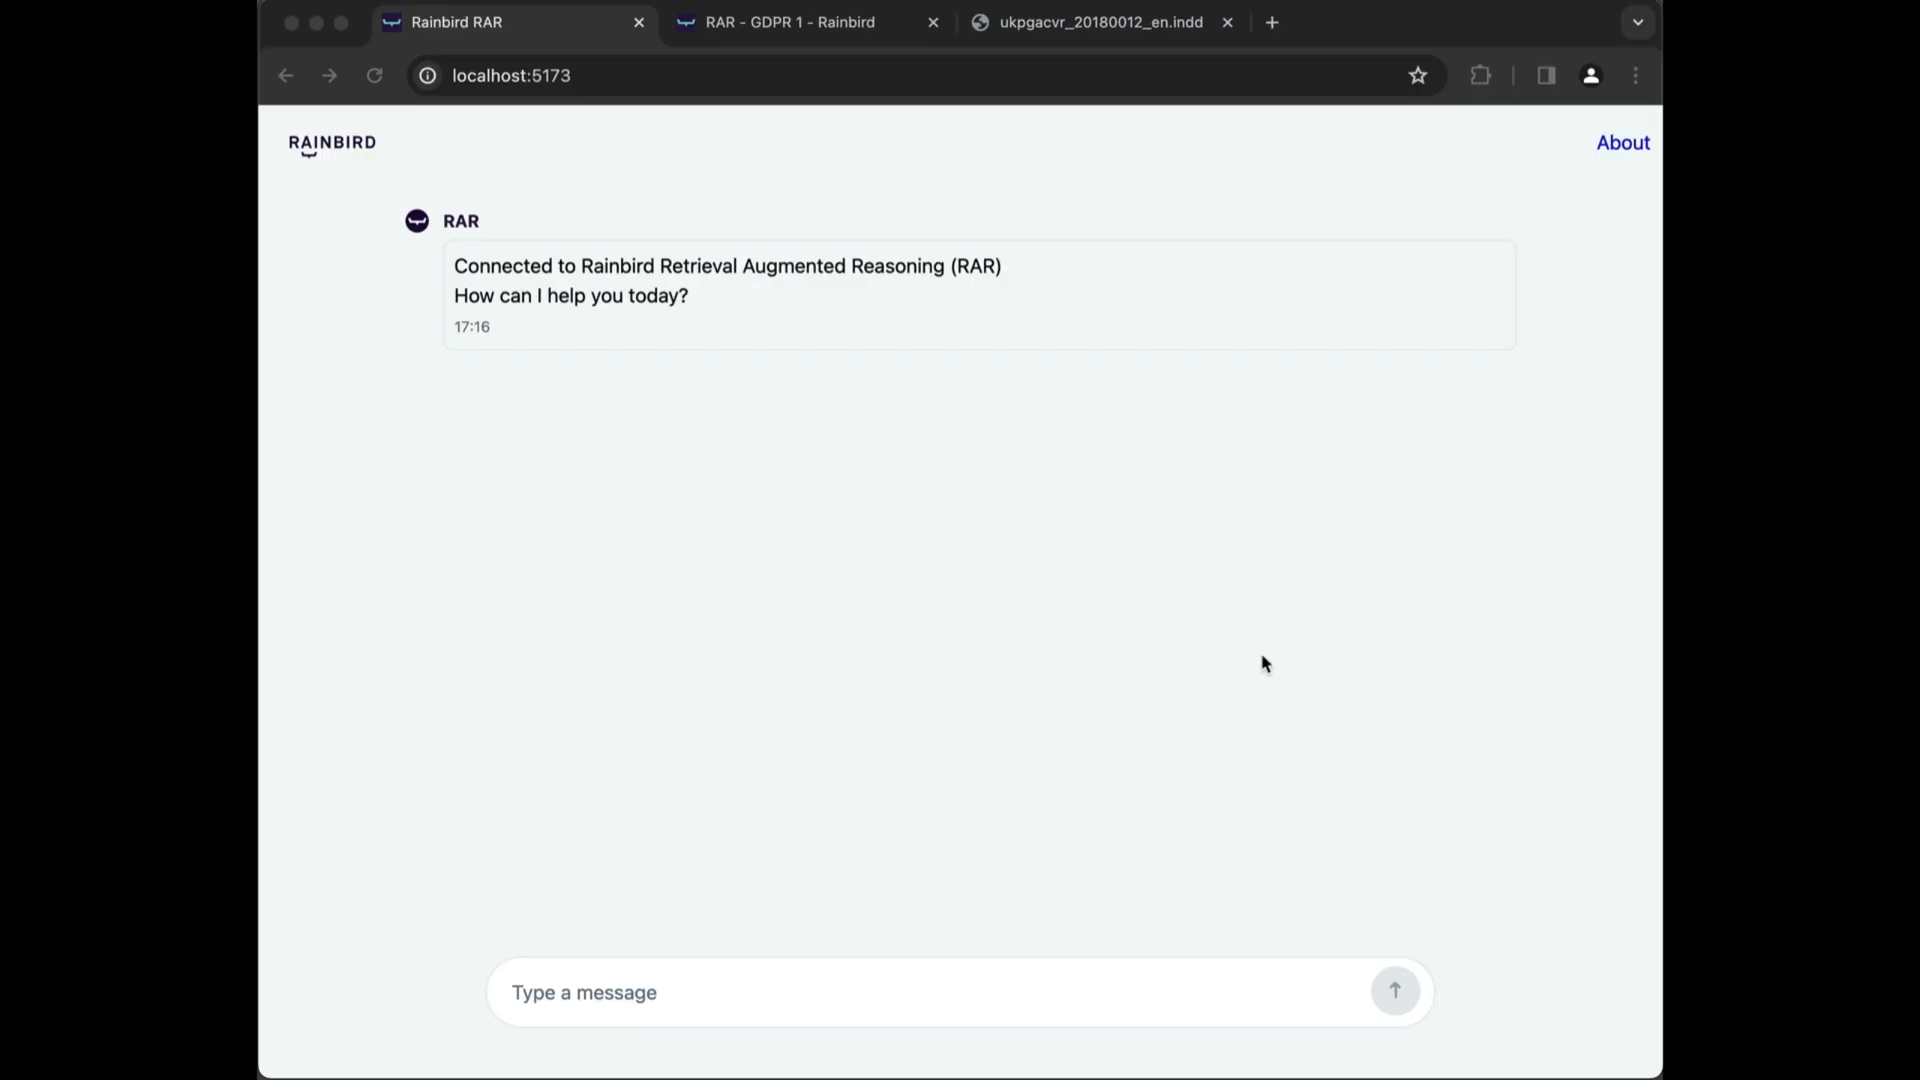 Rainbird RAR
RAR - GDPR 1 - Rainbird
ukpgacvr_20180012_en.indd
localhost:5173
RAINBIRD
About
RAR
Connected to Rainbird Retrieval Augmented Reasoning (RAR)
How can I help you today?
17:16
Type a message